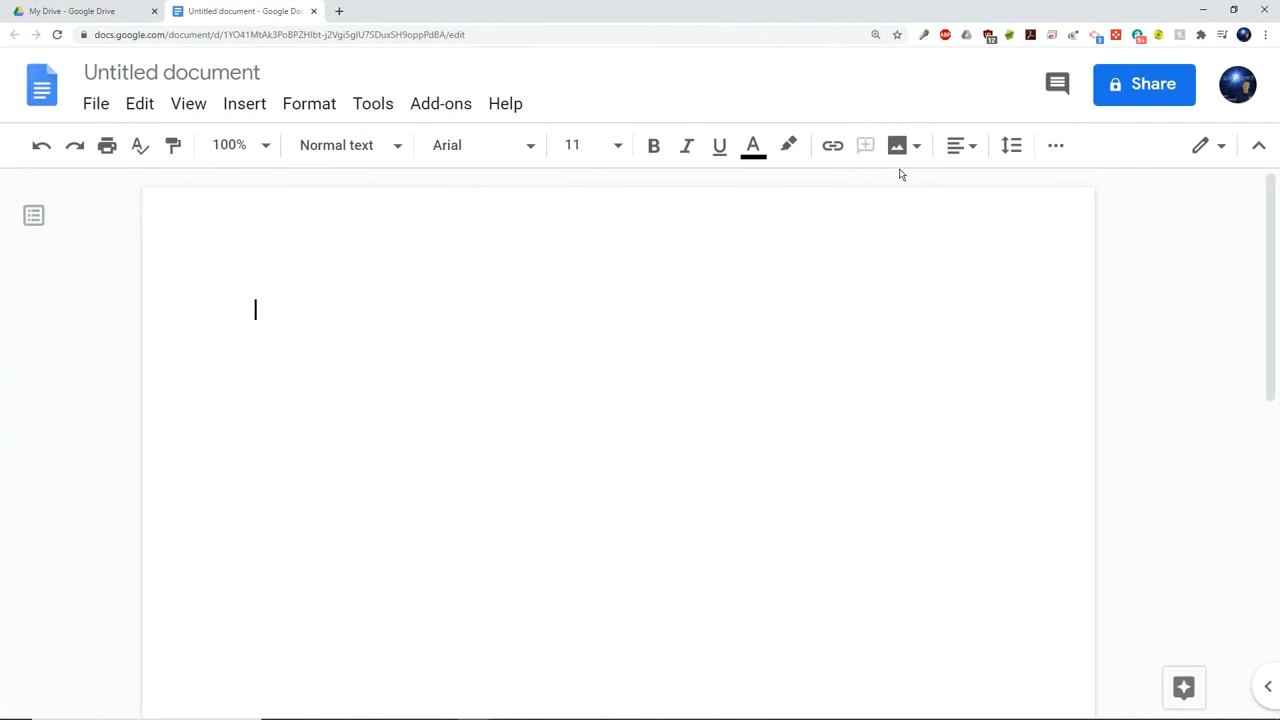 My Drive - Google Drive
Untitled document - Google Do
docs.google.com/document/d/1YO41MtAk3PoBPZHIbt-j2Vgi5gIU7SDuxSH9oppPdBA/edit
Untitled document
File Edit View Insert Format Tools Add-ons Help
Share
100% Normal text Arial 11 B I U A